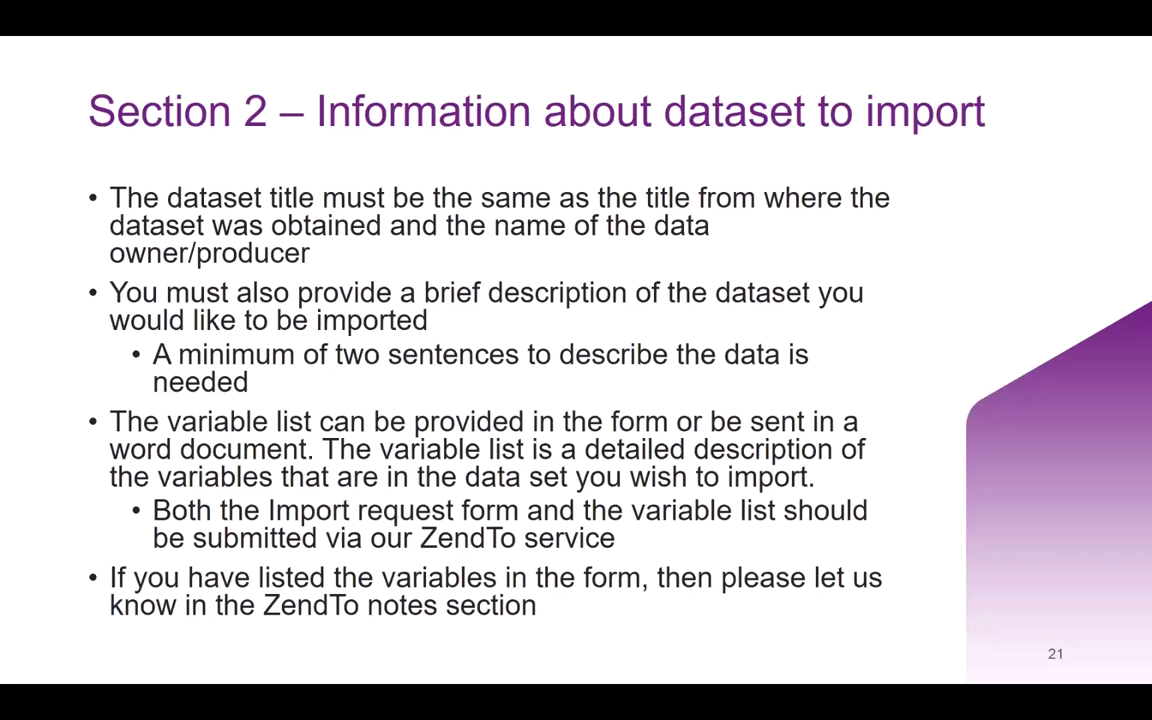 Section 2 – Information about dataset to import
• The dataset title must be the same as the title from where the
dataset was obtained and the name of the data
owner/producer
• You must also provide a brief description of the dataset you
would like to be imported
• A minimum of two sentences to describe the data is
needed
• The variable list can be provided in the form or be sent in a
word document. The variable list is a detailed description of
the variables that are in the data set you wish to import.
• Both the Import request form and the variable list should
be submitted via our ZendTo service
• If you have listed the variables in the form, then please let us
know in the ZendTo notes section
21